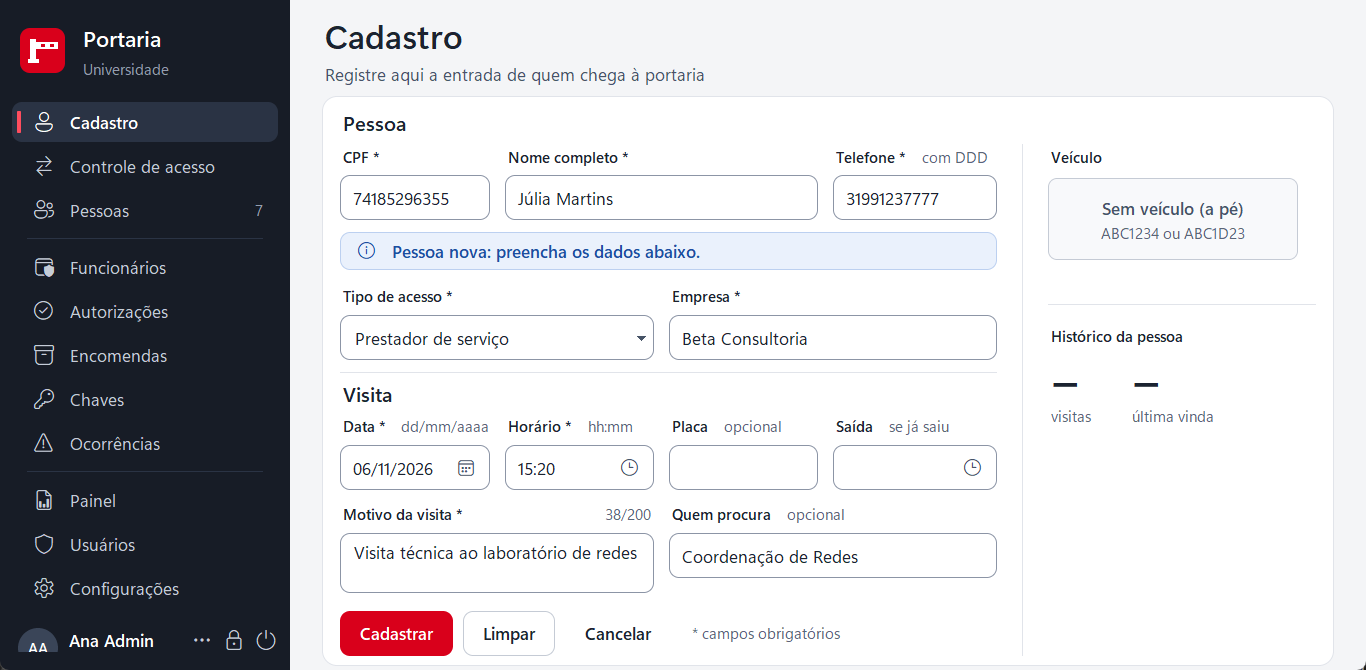 Portaria
Universidade
Cadastro
Controle de acesso
Pessoas 7
Funcionários
Autorizações
Encomendas
Chaves
Ocorrências
Painel
Usuários
Configurações
AA Ana Admin
Cadastro
Registre aqui a entrada de quem chega à portaria
Pessoa
CPF * Nome completo * Telefone * com DDD
74185296355 Júlia Martins 31991237777
Pessoa nova: preencha os dados abaixo.
Tipo de acesso * Empresa *
Prestador de serviço Beta Consultoria
Visita
Data * dd/mm/aaaa Horário * hh:mm Placa opcional Saída se já saiu
06/11/2026 15:20
Motivo da visita * 38/200 Quem procura opcional
Visita técnica ao laboratório de redes Coordenação de Redes
Cadastrar Limpar Cancelar * campos obrigatórios
Veículo
Sem veículo (a pé)
ABC1234 ou ABC1D23
Histórico da pessoa
— —
visitas última vinda